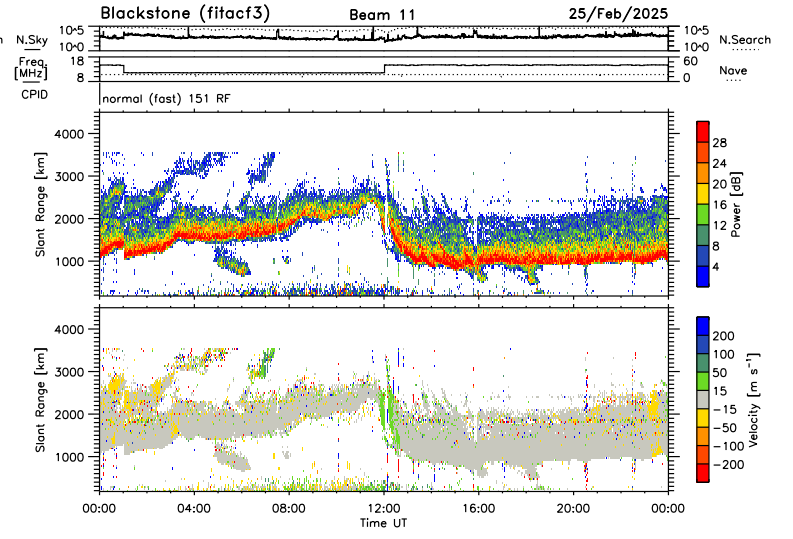 Blackstone (fitacf3) Beam 11 25/Feb/2025
n N.Sky 10^5 10^0 10^5 10^0 N.Search
Freq. [MHz] 18 8 60 0 Nave
CPID normal (fast) 151 RF
Slant Range [km] 4000 3000 2000 1000
28 24 20 16 12 8 4 Power [dB]
Slant Range [km] 4000 3000 2000 1000
200 100 50 15 -15 -50 -100 -200 Velocity [m s⁻¹]
00:00 04:00 08:00 12:00 16:00 20:00 00:00
Time UT